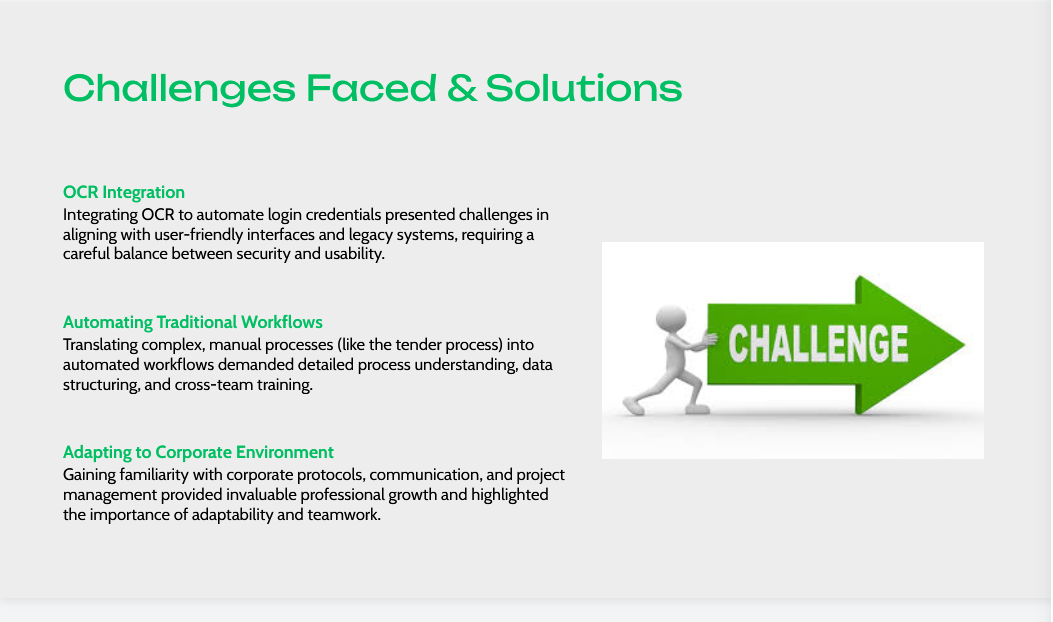 Challenges Faced & Solutions
OCR Integration
Integrating OCR to automate login credentials presented challenges in
aligning with user-friendly interfaces and legacy systems, requiring a
careful balance between security and usability.
Automating Traditional Workflows
Translating complex, manual processes (like the tender process) into
automated workflows demanded detailed process understanding, data
structuring, and cross-team training.
Adapting to Corporate Environment
Gaining familiarity with corporate protocols, communication, and project
management provided invaluable professional growth and highlighted
the importance of adaptability and teamwork.
CHALLENGE